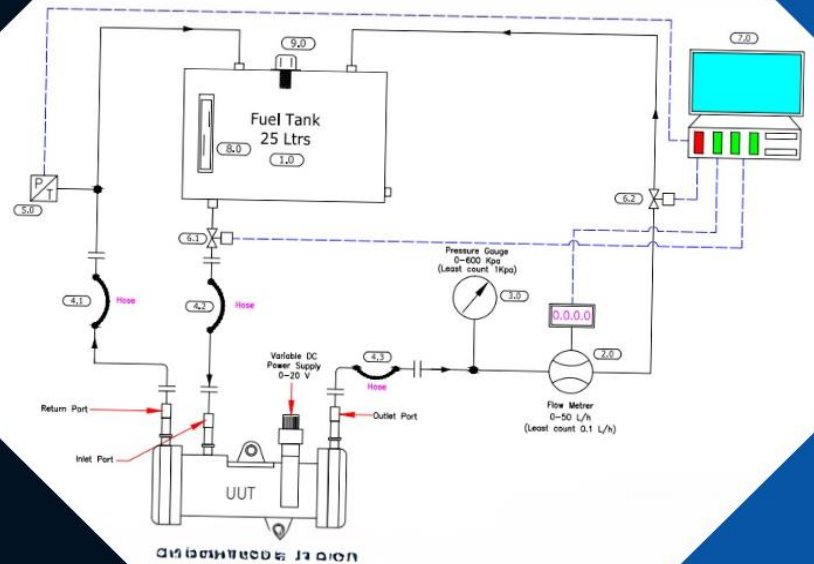 9.0
7.0
Fuel Tank
25 Ltrs
8.0
1.0
P
T
5.0
6.2
6.1
Pressure Gauge
0-600 Kpa
(Least count 1Kpa)
3.0
4.1
Hose
4.2
Hose
0.0.0.0
Variable DC
Power Supply
0-20 V
4.3
Hose
2.0
Return Port
Outlet Port
Flow Metrer
0-50 L/h
(Least count 0.1 L/h)
Inlet Port
UUT